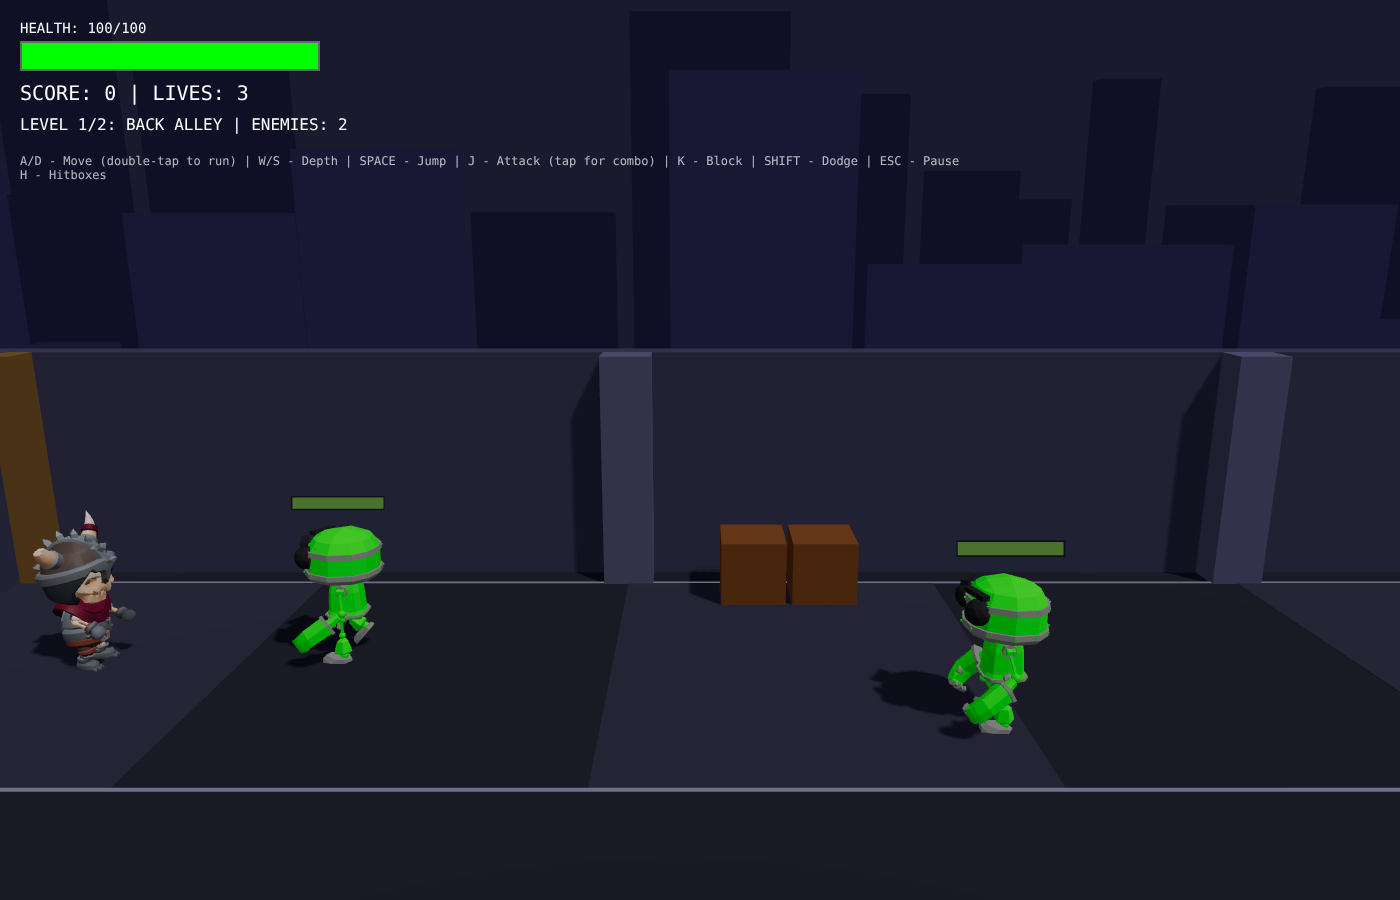 HEALTH: 100/100
SCORE: 0 | LIVES: 3
LEVEL 1/2: BACK ALLEY | ENEMIES: 2
A/D - Move (double-tap to run) | W/S - Depth | SPACE - Jump | J - Attack (tap for combo) | K - Block | SHIFT - Dodge | ESC - Pause
H - Hitboxes